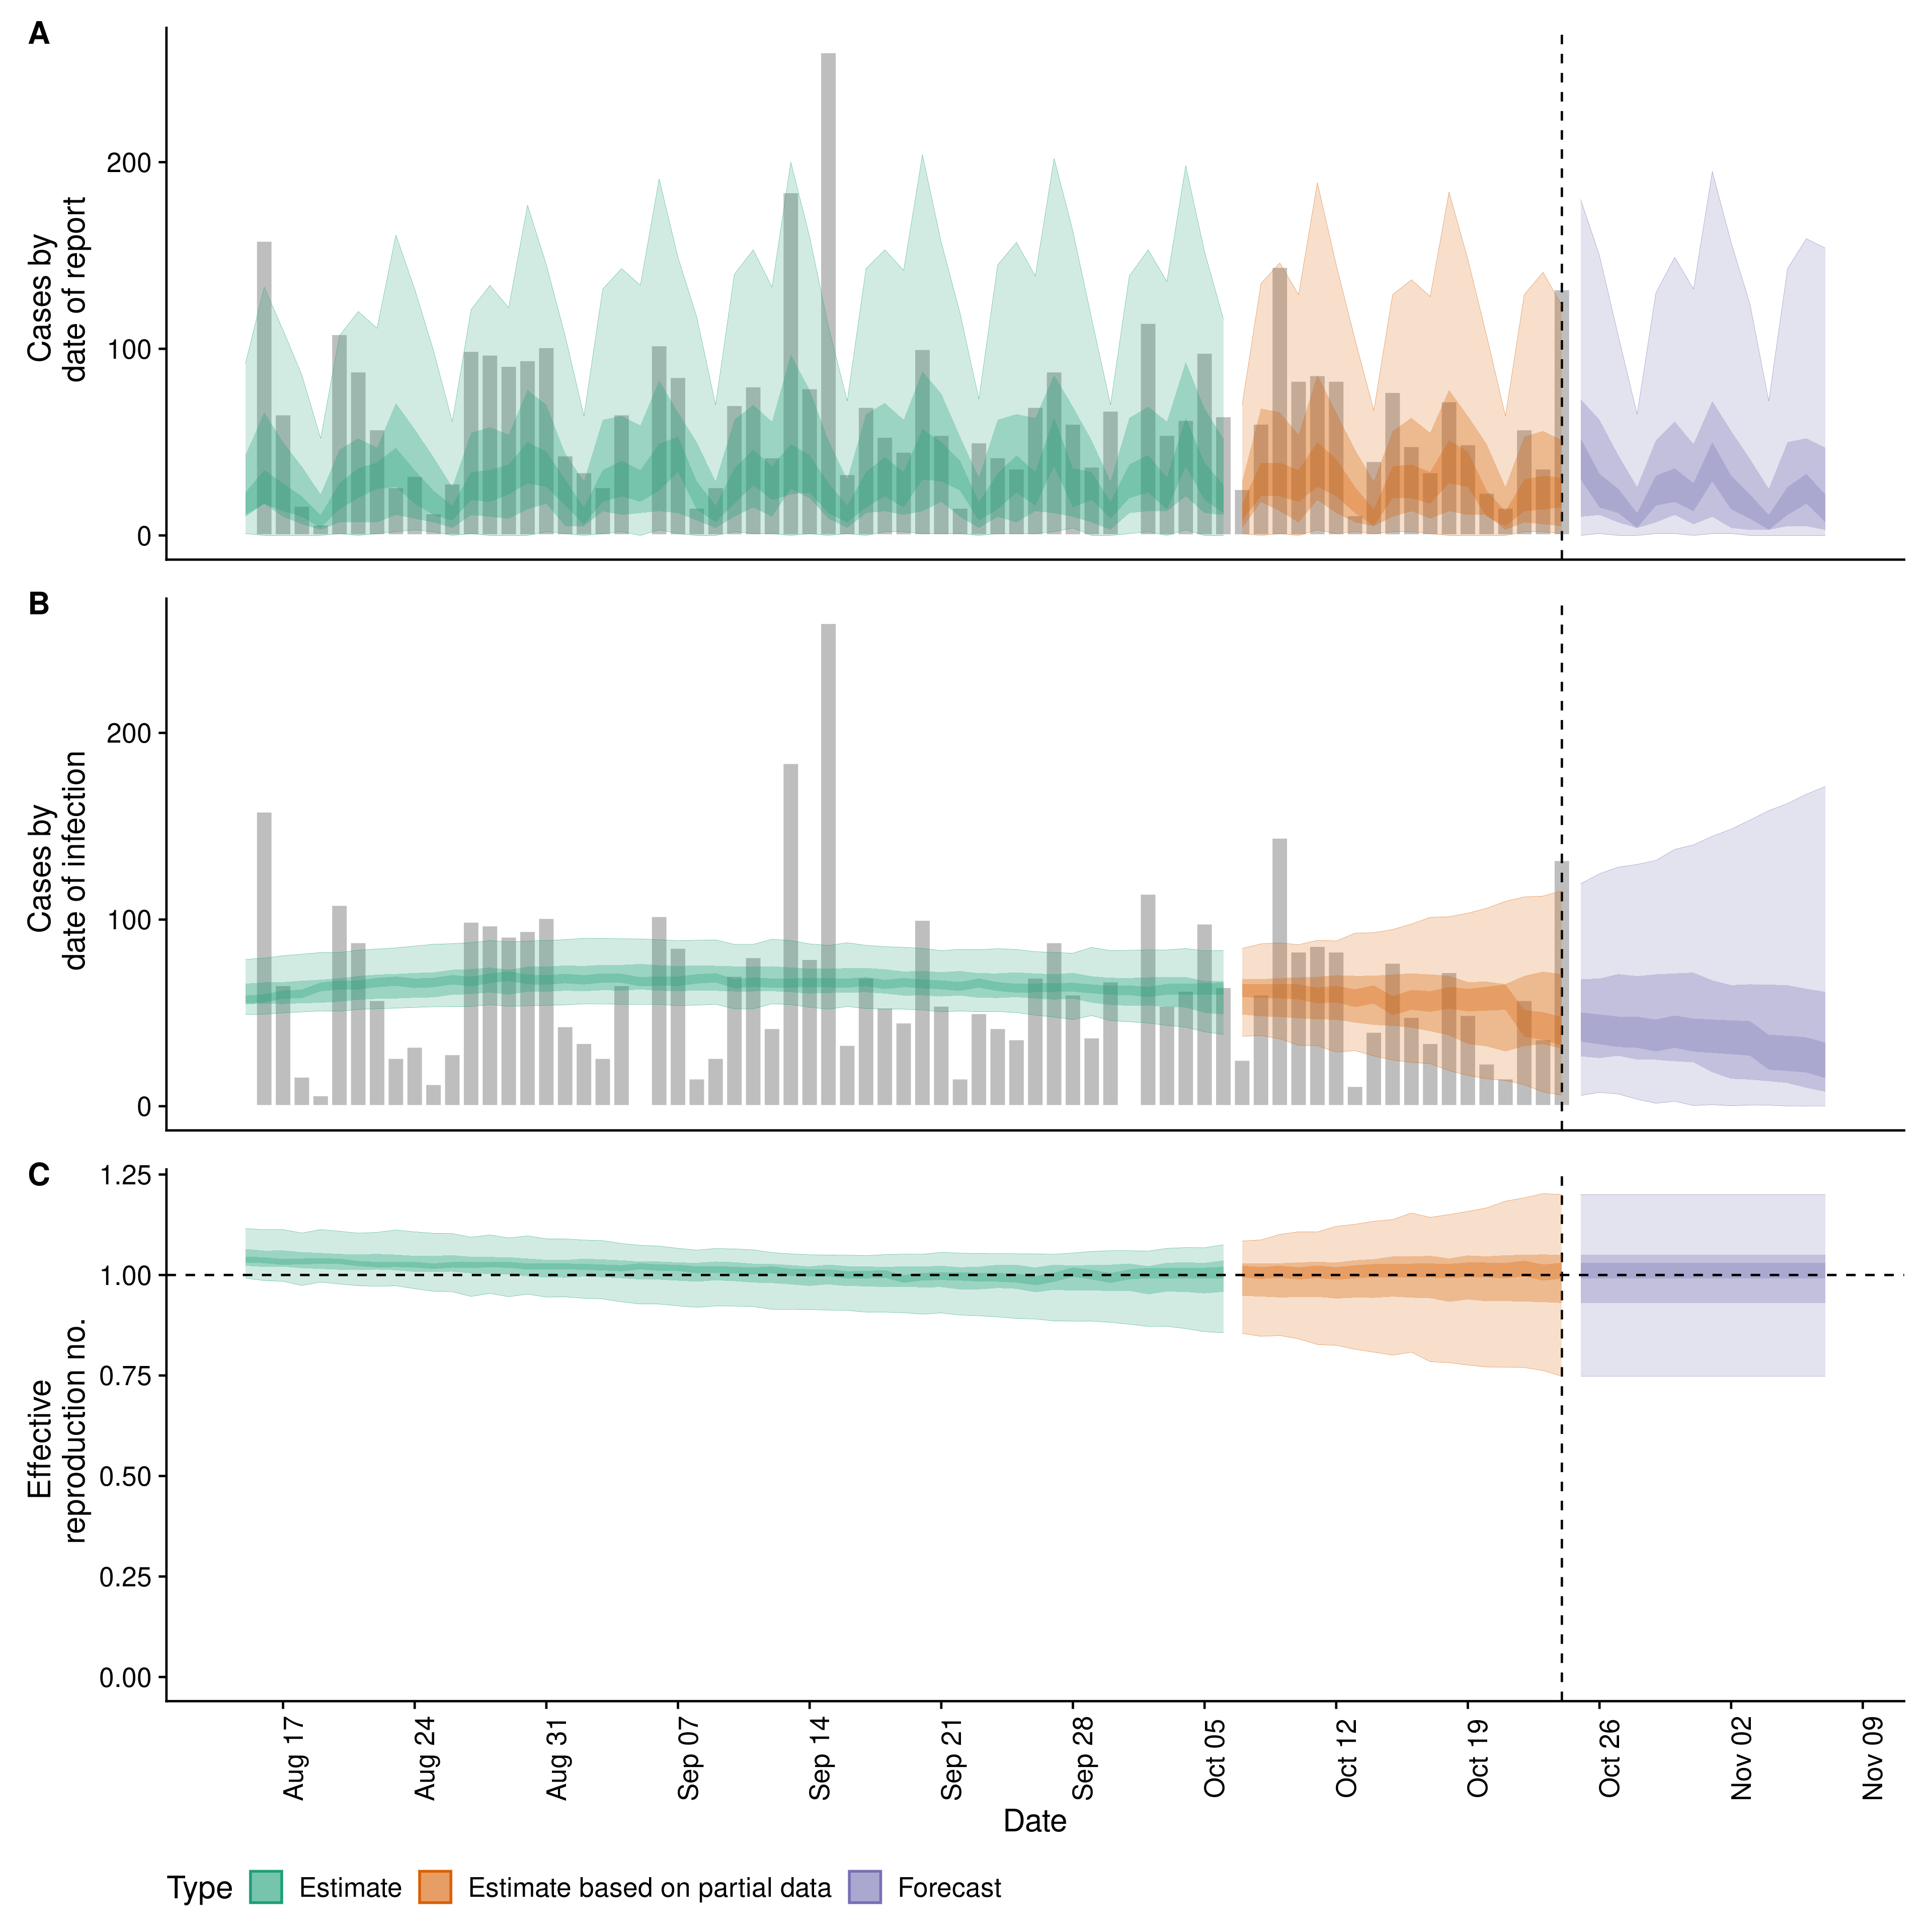 A
Cases by
date of report
200
100
0
B
Cases by
date of infection
200
100
0
C
Effective
reproduction no.
1.25
1.00
0.75
0.50
0.25
0.00
Aug 17
Aug 24
Aug 31
Sep 07
Sep 14
Sep 21
Sep 28
Oct 05
Oct 12
Oct 19
Oct 26
Nov 02
Nov 09
Date
Type Estimate Estimate based on partial data Forecast